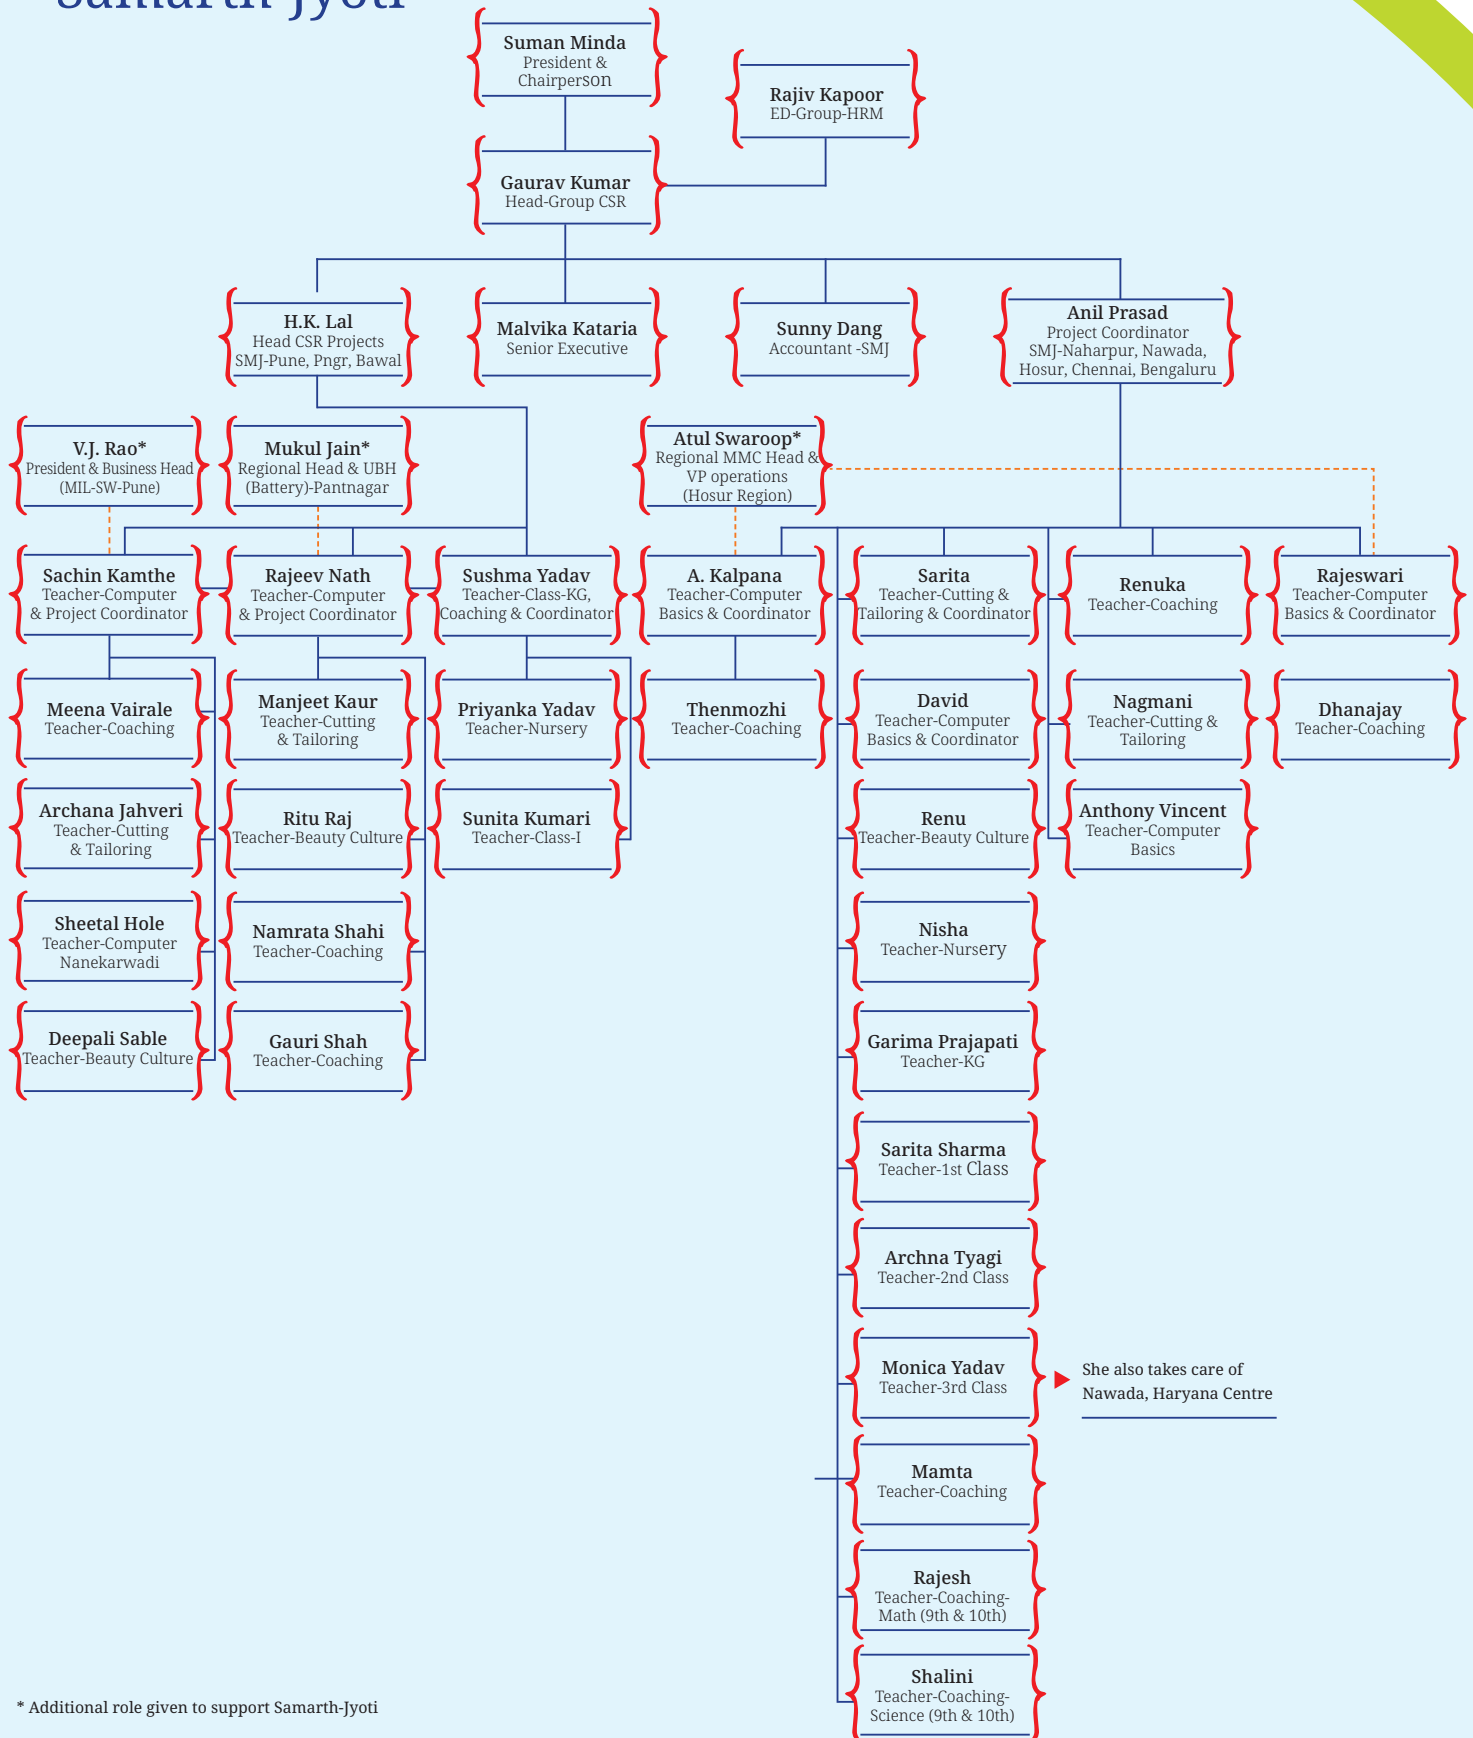 Samarth-Jyoti
Suman Minda
President &
Chairperson
Rajiv Kapoor
ED-Group-HRM
Gaurav Kumar
Head-Group CSR
H.K. Lal
Head CSR Projects
SMJ-Pune, Pngr, Bawal
Malvika Kataria
Senior Executive
Sunny Dang
Accountant -SMJ
Anil Prasad
Project Coordinator
SMJ-Naharpur, Nawada,
Hosur, Chennai, Bengaluru
V.J. Rao*
President & Business Head
(MIL-SW-Pune)
Mukul Jain*
Regional Head & UBH
(Battery)-Pantnagar
Atul Swaroop*
Regional MMC Head &
VP operations
(Hosur Region)
Sachin Kamthe
Teacher-Computer
& Project Coordinator
Rajeev Nath
Teacher-Computer
& Project Coordinator
Sushma Yadav
Teacher-Class-KG,
Coaching & Coordinator
A. Kalpana
Teacher-Computer
Basics & Coordinator
Sarita
Teacher-Cutting &
Tailoring & Coordinator
Renuka
Teacher-Coaching
Rajeswari
Teacher-Computer
Basics & Coordinator
Meena Vairale
Teacher-Coaching
Manjeet Kaur
Teacher-Cutting
& Tailoring
Priyanka Yadav
Teacher-Nursery
Thenmozhi
Teacher-Coaching
David
Teacher-Computer
Basics & Coordinator
Nagmani
Teacher-Cutting &
Tailoring
Dhanajay
Teacher-Coaching
Archana Jahveri
Teacher-Cutting
& Tailoring
Ritu Raj
Teacher-Beauty Culture
Sunita Kumari
Teacher-Class-I
Renu
Teacher-Beauty Culture
Anthony Vincent
Teacher-Computer
Basics
Sheetal Hole
Teacher-Computer
Nanekarwadi
Namrata Shahi
Teacher-Coaching
Nisha
Teacher-Nursery
Deepali Sable
Teacher-Beauty Culture
Gauri Shah
Teacher-Coaching
Garima Prajapati
Teacher-KG
Sarita Sharma
Teacher-1st Class
Archna Tyagi
Teacher-2nd Class
Monica Yadav
Teacher-3rd Class
She also takes care of
Nawada, Haryana Centre
Mamta
Teacher-Coaching
Rajesh
Teacher-Coaching-
Math (9th & 10th)
Shalini
Teacher-Coaching-
Science (9th & 10th)
* Additional role given to support Samarth-Jyoti